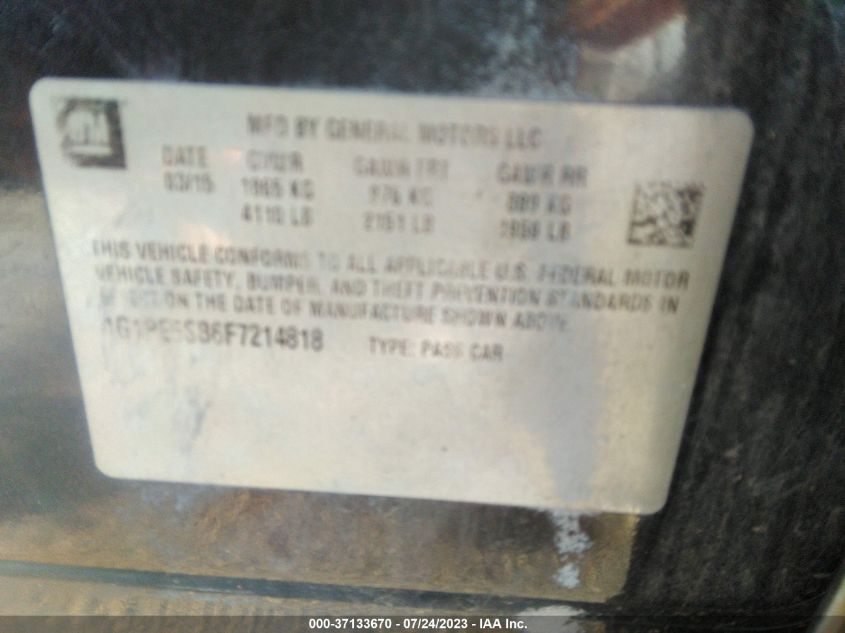 GM
MFD BY GENERAL MOTORS LLC
DATE GVWR GAWR FRT GAWR RR
03/15 1865 KG 976 KG 889 KG
4110 LB 2151 LB LB
THIS VEHICLE CONFORMS TO ALL APPLICABLE U.S. FEDERAL MOTOR
VEHICLE SAFETY, BUMPER, AND THEFT PREVENTION STANDARDS IN
EFFECT ON THE DATE OF MANUFACTURE SHOWN ABOVE.
TYPE: PASS CAR
000-37133670 - 07/24/2023 - IAA Inc.